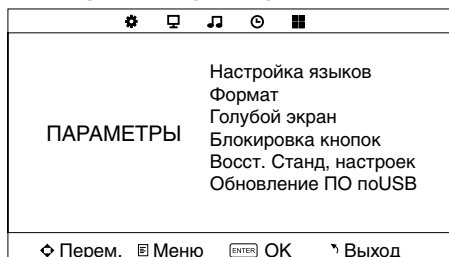 Настройка языков
Формат
Голубой экран
ПАРАМЕТРЫ
Блокировка кнопок
Восст. Станд, настроек
Обновление ПО поUSB
Перем. Меню ENTER OK Выход